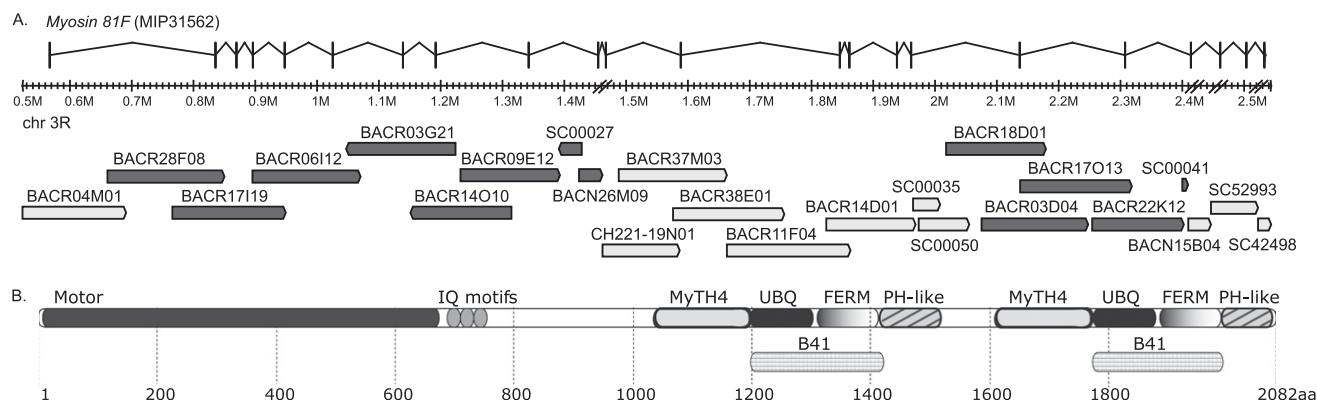 A. Myosin 81F (MIP31562)
0.5M 0.6M 0.7M 0.8M 0.9M 1M 1.1M 1.2M 1.3M 1.4M 1.5M 1.6M 1.7M 1.8M 1.9M 2M 2.1M 2.2M 2.3M 2.4M 2.5M
chr 3R
BACR03G21 SC00027 BACR18D01
BACR28F08 BACR06I12 BACR09E12 BACR37M03 BACR17O13 SC00041
BACR04M01 BACR17I19 BACR14O10 BACN26M09 BACR38E01 BACR14D01 SC00035 BACR03D04 BACR22K12 SC52993
CH221-19N01 BACR11F04 SC00050 BACN15B04 SC42498
B. Motor IQ motifs MyTH4 UBQ FERM PH-like MyTH4 UBQ FERM PH-like
B41 B41
1 200 400 600 800 1000 1200 1400 1600 1800 2082aa